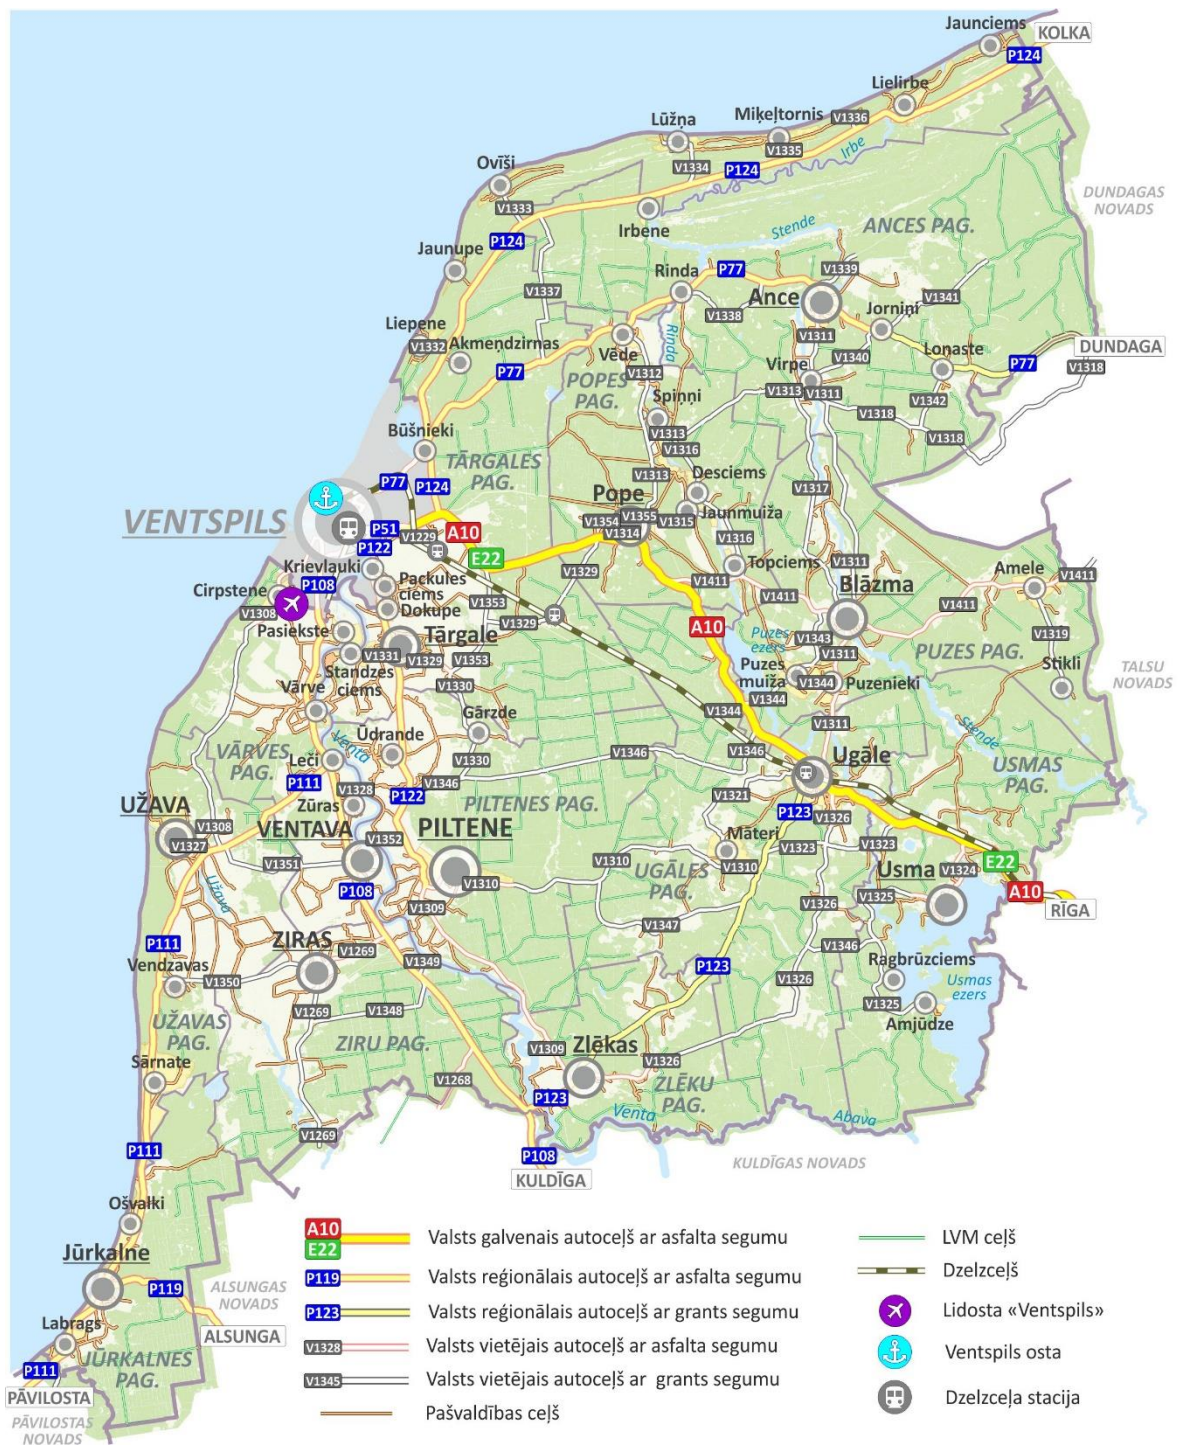 Jaunciems
KOLKA
P124
Lielirbe
Miķeļtornis
V1336
Lūžņa
V1335
Irbe
V1334
P124
Ovīši
V1333
DUNDAGAS
NOVADS
Irbene
Stende
ANCES PAG.
P124
Jaunupe
Rinda
P77
V1339
V1337
Ance
V1341
V1338
Jorniņi
Liepene
V1332
Akmeņdzirnas
Rinda
V1311
DUNDAGA
Vēde
V1340
Lonaste
P77
V1318
P77
V1312
Virpe
POPES
PAG.
V1313
V1311
V1342
Spiņņi
V1318
V1313
V1318
Būšnieki
V1316
TĀRGALES
PAG.
V1313
Desciems
P77
P124
Pope
V1317
VENTSPILS
V1354
V1355
V1315
Jaunmuiža
P51
V1229
A10
V1314
V1316
P122
E22
V1311
Krievlauki
V1329
Topciems
Amele
V1411
Cirpstene
P108
Packules
ciems
V1411
Blāzma
V1308
Dokupe
V1353
V1411
V1411
Pasiekste
V1329
A10
V1319
Tārgale
Puzes
ezers
V1343
PUZES PAG.
V1331
V1329
V1353
V1311
Standzes
ciems
Puzes
muiža
Stikli
TALSU
NOVADS
V1330
V1344
Puzenieki
Vārve
V1344
V1344
Gārzde
V1311
Stende
VĀRVES
PAG.
Venta
Ūdrande
V1346
V1346
Ugāle
USMAS
PAG.
Leči
V1330
P111
V1328
V1346
P122
PILTENES PAG.
V1321
UŽAVA
Zūras
P123
V1326
V1308
VENTAVA
V1352
PILTENE
Māteri
V1323
V1323
V1327
V1351
V1310
V1310
E22
Užava
P108
V1310
UGĀLES
PAG.
Usma
V1324
V1309
V1326
V1325
A10
RĪGA
V1347
P111
ZIRAS
V1269
V1346
V1349
P123
Ragbrūzciems
Vendzavas
V1350
V1326
Usmas
ezers
V1269
V1348
V1325
Amjūdze
UŽAVAS
PAG.
ZIRU PAG.
V1309
Zlēkas
V1326
Sārnate
V1268
ZLĒKU
PAG.
P123
Venta
Abava
V1269
P111
P108
KULDĪGAS NOVADS
KULDĪGA
Ošvalki
A10
E22
Valsts galvenais autoceļš ar asfalta segumu
LVM ceļš
Jūrkalne
P119
Valsts reģionālais autoceļš ar asfalta segumu
Dzelzceļš
P119
ALSUNGAS
NOVADS
P123
Valsts reģionālais autoceļš ar grants segumu
Lidosta «Ventspils»
ALSUNGA
V1328
Valsts vietējais autoceļš ar asfalta segumu
Ventspils osta
Labrags
JŪRKALNES
PAG.
P111
V1345
Valsts vietējais autoceļš ar grants segumu
Dzelzceļa stacija
PĀVILOSTA
Pašvaldības ceļš
PĀVILOSTAS
NOVADS